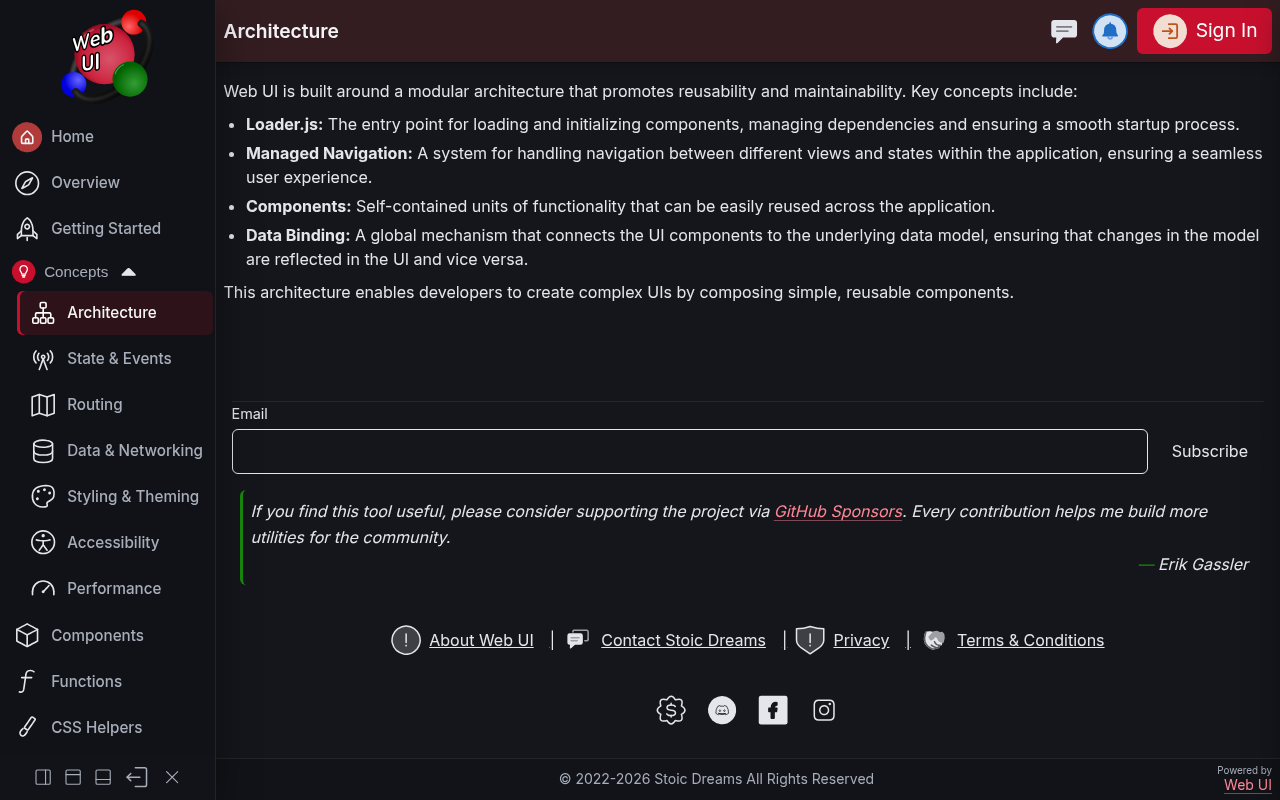 Web
UI
Home
Overview
Getting Started
Concepts
Architecture
State & Events
Routing
Data & Networking
Styling & Theming
Accessibility
Performance
Components
Functions
CSS Helpers
Architecture
Sign In
Web UI is built around a modular architecture that promotes reusability and maintainability. Key concepts include:
• Loader.js: The entry point for loading and initializing components, managing dependencies and ensuring a smooth startup process.
• Managed Navigation: A system for handling navigation between different views and states within the application, ensuring a seamless
user experience.
• Components: Self-contained units of functionality that can be easily reused across the application.
• Data Binding: A global mechanism that connects the UI components to the underlying data model, ensuring that changes in the model
are reflected in the UI and vice versa.
This architecture enables developers to create complex UIs by composing simple, reusable components.
Email
Subscribe
If you find this tool useful, please consider supporting the project via GitHub Sponsors. Every contribution helps me build more
utilities for the community.
— Erik Gassler
About Web UI | Contact Stoic Dreams | Privacy | Terms & Conditions
© 2022-2026 Stoic Dreams All Rights Reserved
Powered by
Web UI